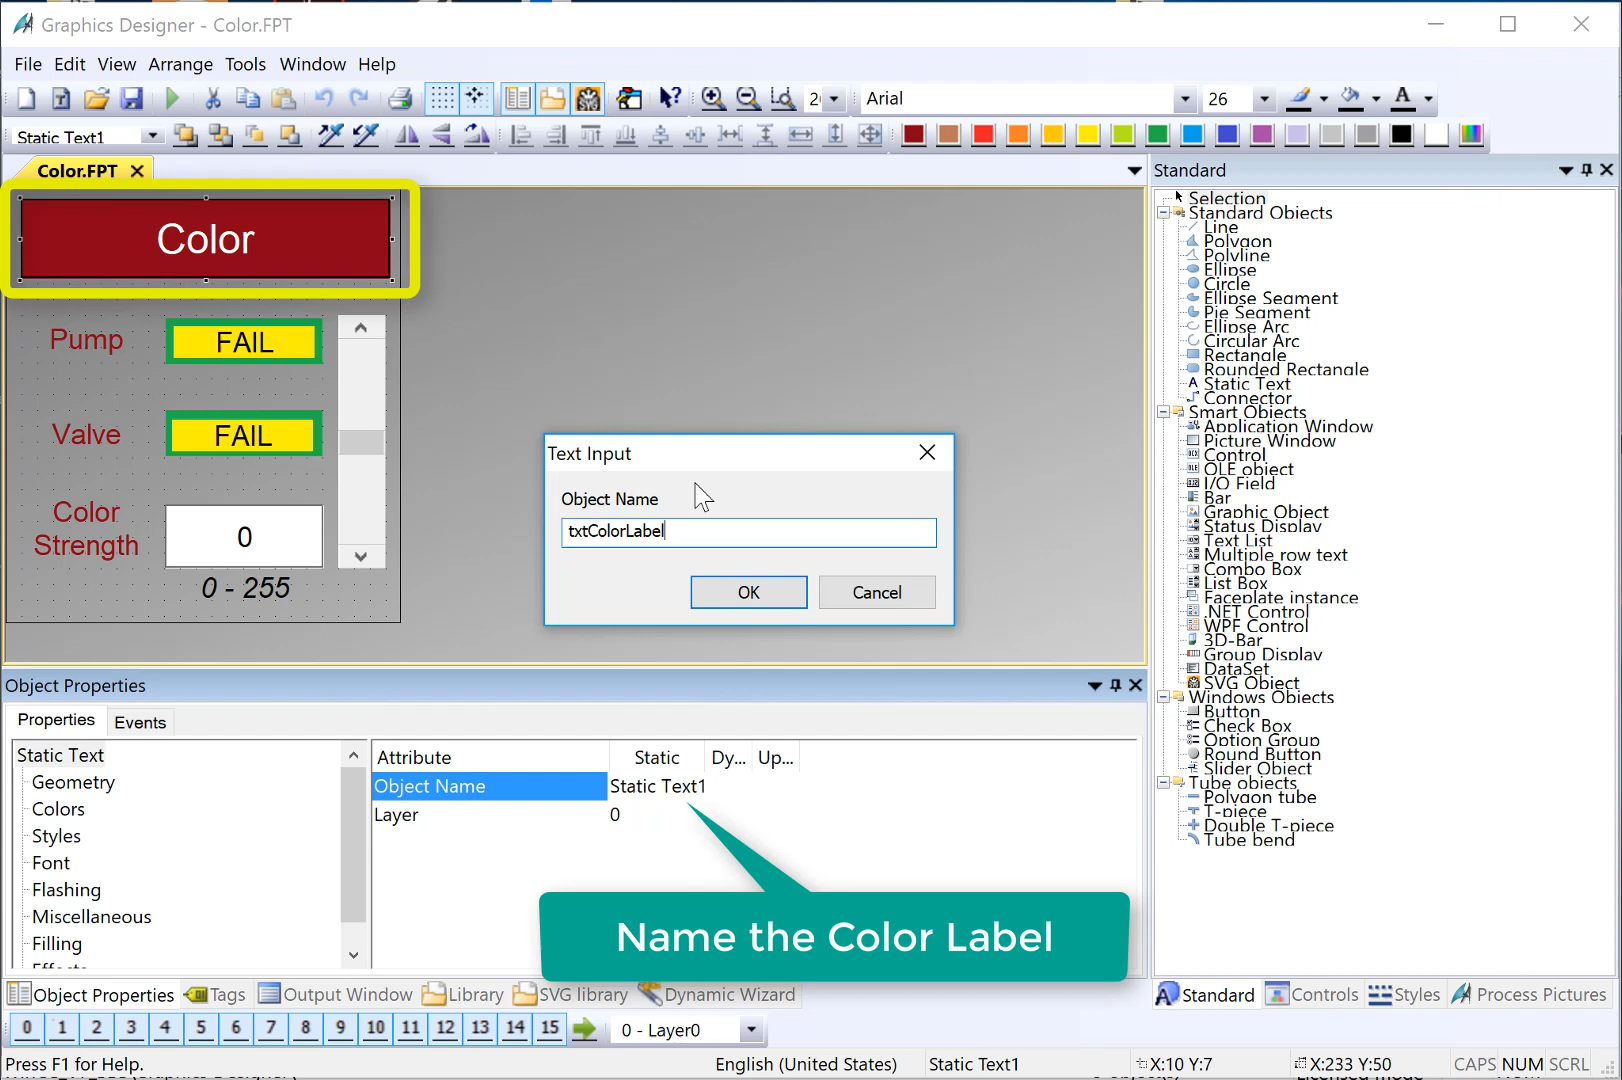 Graphics Designer - Color.FPT
File Edit View Arrange Tools Window Help
Arial 26
Static Text1
Color.FPT
Color
Pump FAIL
Valve FAIL
Color
Strength 0
0 - 255
Text Input
Object Name
txtColorLabel
OK Cancel
Standard
Selection
Standard Objects
Line
Polygon
Polyline
Ellipse
Circle
Ellipse Segment
Pie Segment
Ellipse Arc
Circular Arc
Rectangle
Rounded Rectangle
Static Text
Connector
Smart Objects
Application Window
Picture Window
Control
OLE object
I/O Field
Bar
Graphic Object
Status Display
Text List
Multiple row text
Combo Box
List Box
Faceplate instance
.NET Control
WPF Control
3D-Bar
Group Display
DataSet
SVG Object
Windows Objects
Button
Check Box
Option Group
Round Button
Slider Object
Tube objects
Polygon tube
T-piece
Double T-piece
Tube bend
Object Properties
Properties Events
Static Text
Geometry
Colors
Styles
Font
Flashing
Miscellaneous
Filling
Attribute Static Dy... Up...
Object Name Static Text1
Layer 0
Name the Color Label
Object Properties Tags Output Window Library SVG library Dynamic Wizard
Standard Controls Styles Process Pictures
0 1 2 3 4 5 6 7 8 9 10 11 12 13 14 15 0 - Layer0
Press F1 for Help. English (United States) Static Text1 X:10 Y:7 X:233 Y:50 CAPS NUM SCRL